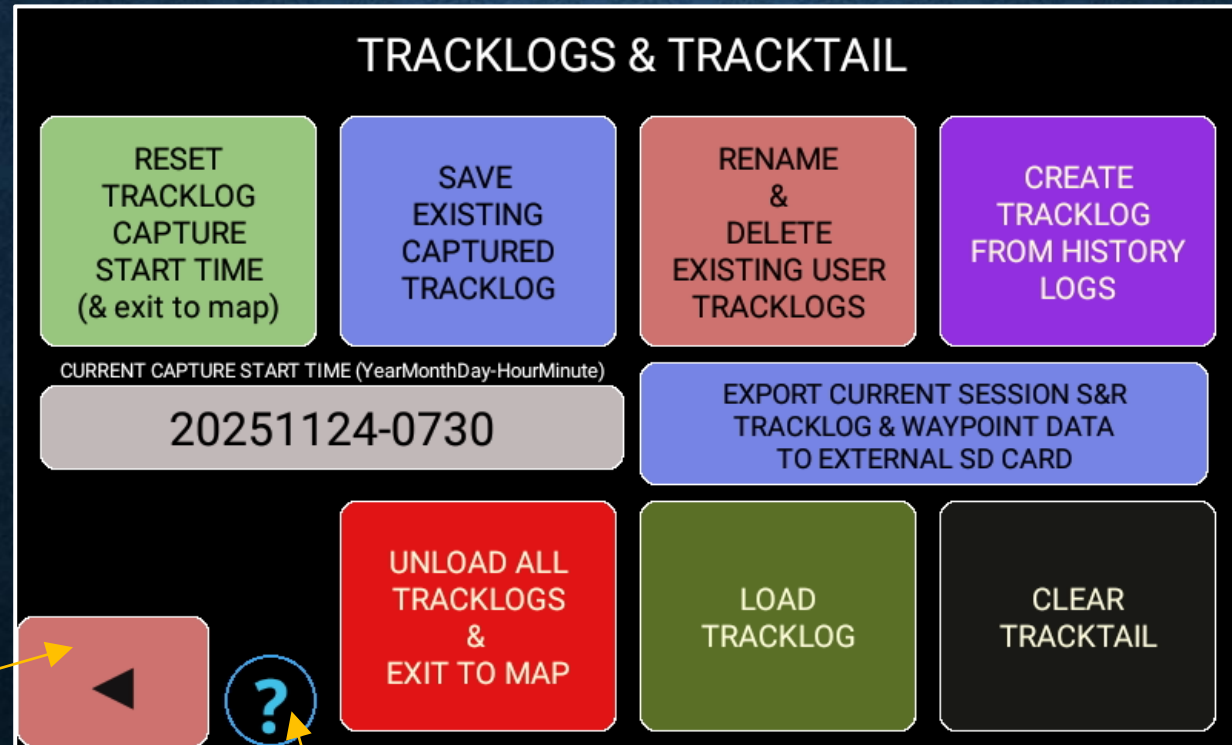 TRACKLOGS & TRACKTAIL
RESET
TRACKLOG
CAPTURE
START TIME
(& exit to map)
SAVE
EXISTING
CAPTURED
TRACKLOG
RENAME
&
DELETE
EXISTING USER
TRACKLOGS
CREATE
TRACKLOG
FROM HISTORY
LOGS
CURRENT CAPTURE START TIME (YearMonthDay-HourMinute)
20251124-0730
EXPORT CURRENT SESSION S&R
TRACKLOG & WAYPOINT DATA
TO EXTERNAL SD CARD
UNLOAD ALL
TRACKLOGS
&
EXIT TO MAP
LOAD
TRACKLOG
CLEAR
TRACKTAIL
?